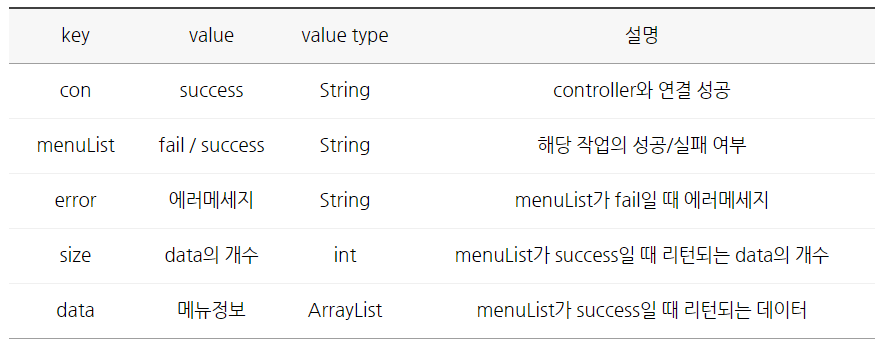 key value value type 설명
con success String controller와 연결 성공
menuList fail / success String 해당 작업의 성공/실패 여부
error 에러메세지 String menuList가 fail일 때 에러메세지
size data의 개수 int menuList가 success일 때 리턴되는 data의 개수
data 메뉴정보 ArrayList menuList가 success일 때 리턴되는 데이터